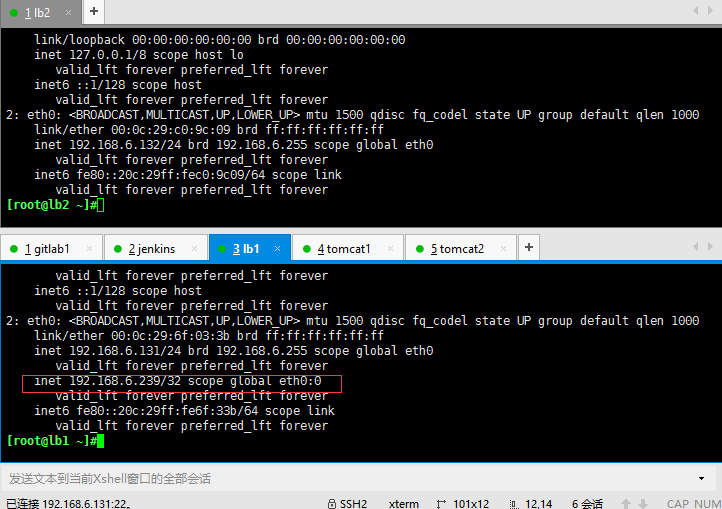 1 lb2 × +
link/loopback 00:00:00:00:00:00 brd 00:00:00:00:00:00
inet 127.0.0.1/8 scope host lo
valid_lft forever preferred_lft forever
inet6 ::1/128 scope host
valid_lft forever preferred_lft forever
2: eth0: <BROADCAST,MULTICAST,UP,LOWER_UP> mtu 1500 qdisc fq_codel state UP group default qlen 1000
link/ether 00:0c:29:c0:9c:09 brd ff:ff:ff:ff:ff:ff
inet 192.168.6.132/24 brd 192.168.6.255 scope global eth0
valid_lft forever preferred_lft forever
inet6 fe80::20c:29ff:fec0:9c09/64 scope link
valid_lft forever preferred_lft forever
[root@lb2 ~]#
1 gitlab1 × 2 jenkins × 3 lb1 × 4 tomcat1 × 5 tomcat2 × +
valid_lft forever preferred_lft forever
inet6 ::1/128 scope host
valid_lft forever preferred_lft forever
2: eth0: <BROADCAST,MULTICAST,UP,LOWER_UP> mtu 1500 qdisc fq_codel state UP group default qlen 1000
link/ether 00:0c:29:6f:03:3b brd ff:ff:ff:ff:ff:ff
inet 192.168.6.131/24 brd 192.168.6.255 scope global eth0
valid_lft forever preferred_lft forever
inet 192.168.6.239/32 scope global eth0:0
valid_lft forever preferred_lft forever
inet6 fe80::20c:29ff:fe6f:33b/64 scope link
valid_lft forever preferred_lft forever
[root@lb1 ~]#
发送文本到当前Xshell窗口的全部会话
已连接 192.168.6.131:22。 SSH2 xterm 101x12 12,14 6 会话 CAP NUM